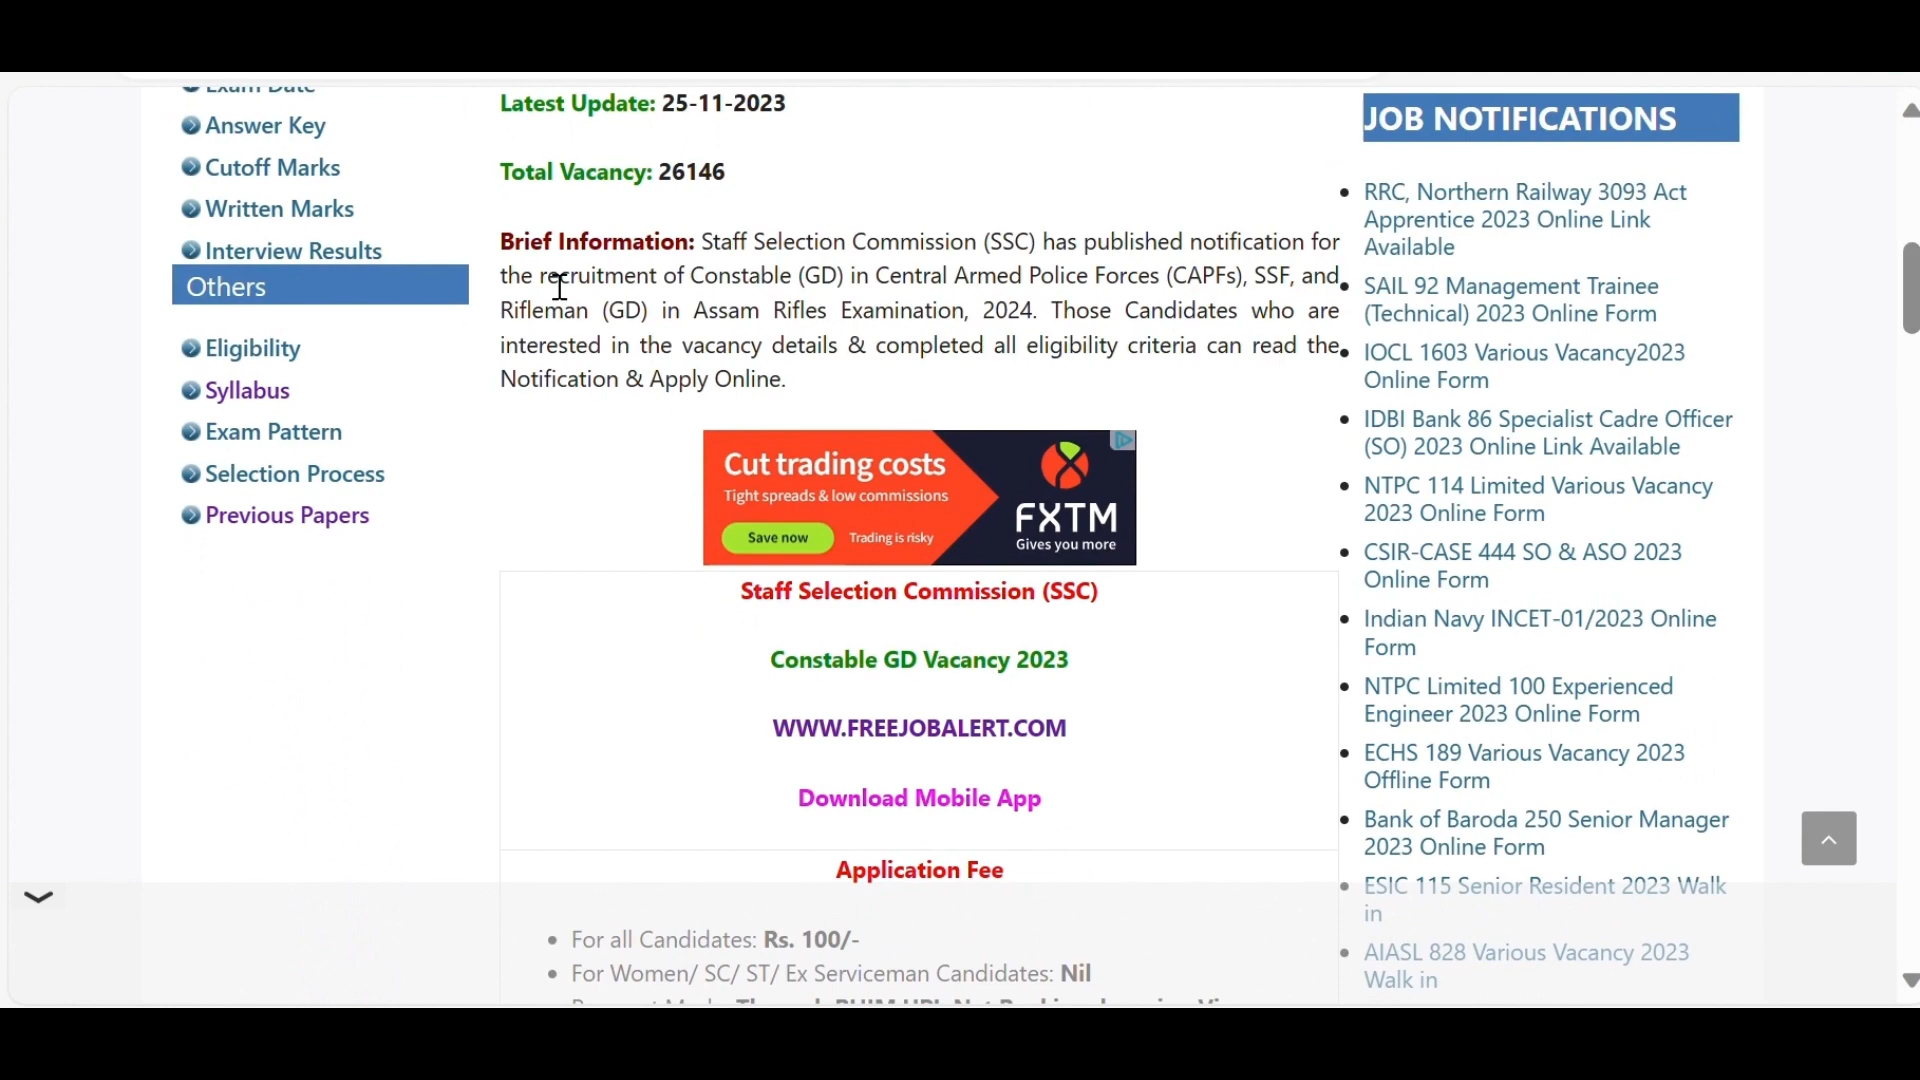 Exam Date
Answer Key
Cutoff Marks
Written Marks
Interview Results
Others
Eligibility
Syllabus
Exam Pattern
Selection Process
Previous Papers
Latest Update: 25-11-2023
Total Vacancy: 26146
Brief Information: Staff Selection Commission (SSC) has published notification for
the recruitment of Constable (GD) in Central Armed Police Forces (CAPFs), SSF, and
Rifleman (GD) in Assam Rifles Examination, 2024. Those Candidates who are
interested in the vacancy details & completed all eligibility criteria can read the
Notification & Apply Online.
Cut trading costs
Tight spreads & low commissions
Save now
Trading is risky
FXTM
Gives you more
Staff Selection Commission (SSC)
Constable GD Vacancy 2023
WWW.FREEJOBALERT.COM
Download Mobile App
Application Fee
For all Candidates: Rs. 100/-
For Women/ SC/ ST/ Ex Serviceman Candidates: Nil
JOB NOTIFICATIONS
RRC, Northern Railway 3093 Act
Apprentice 2023 Online Link
Available
SAIL 92 Management Trainee
(Technical) 2023 Online Form
IOCL 1603 Various Vacancy2023
Online Form
IDBI Bank 86 Specialist Cadre Officer
(SO) 2023 Online Link Available
NTPC 114 Limited Various Vacancy
2023 Online Form
CSIR-CASE 444 SO & ASO 2023
Online Form
Indian Navy INCET-01/2023 Online
Form
NTPC Limited 100 Experienced
Engineer 2023 Online Form
ECHS 189 Various Vacancy 2023
Offline Form
Bank of Baroda 250 Senior Manager
2023 Online Form
ESIC 115 Senior Resident 2023 Walk
in
AIASL 828 Various Vacancy 2023
Walk in